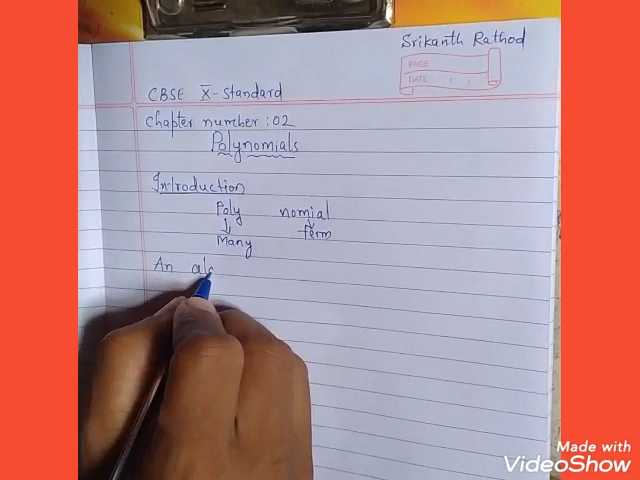 Srikanth Rathod
PAGE
DATE / /
CBSE X - Standard
Chapter number : 02
Polynomials
Introduction
Poly nomial
↓ ↓
Many term
An alg
Made with
VideoShow